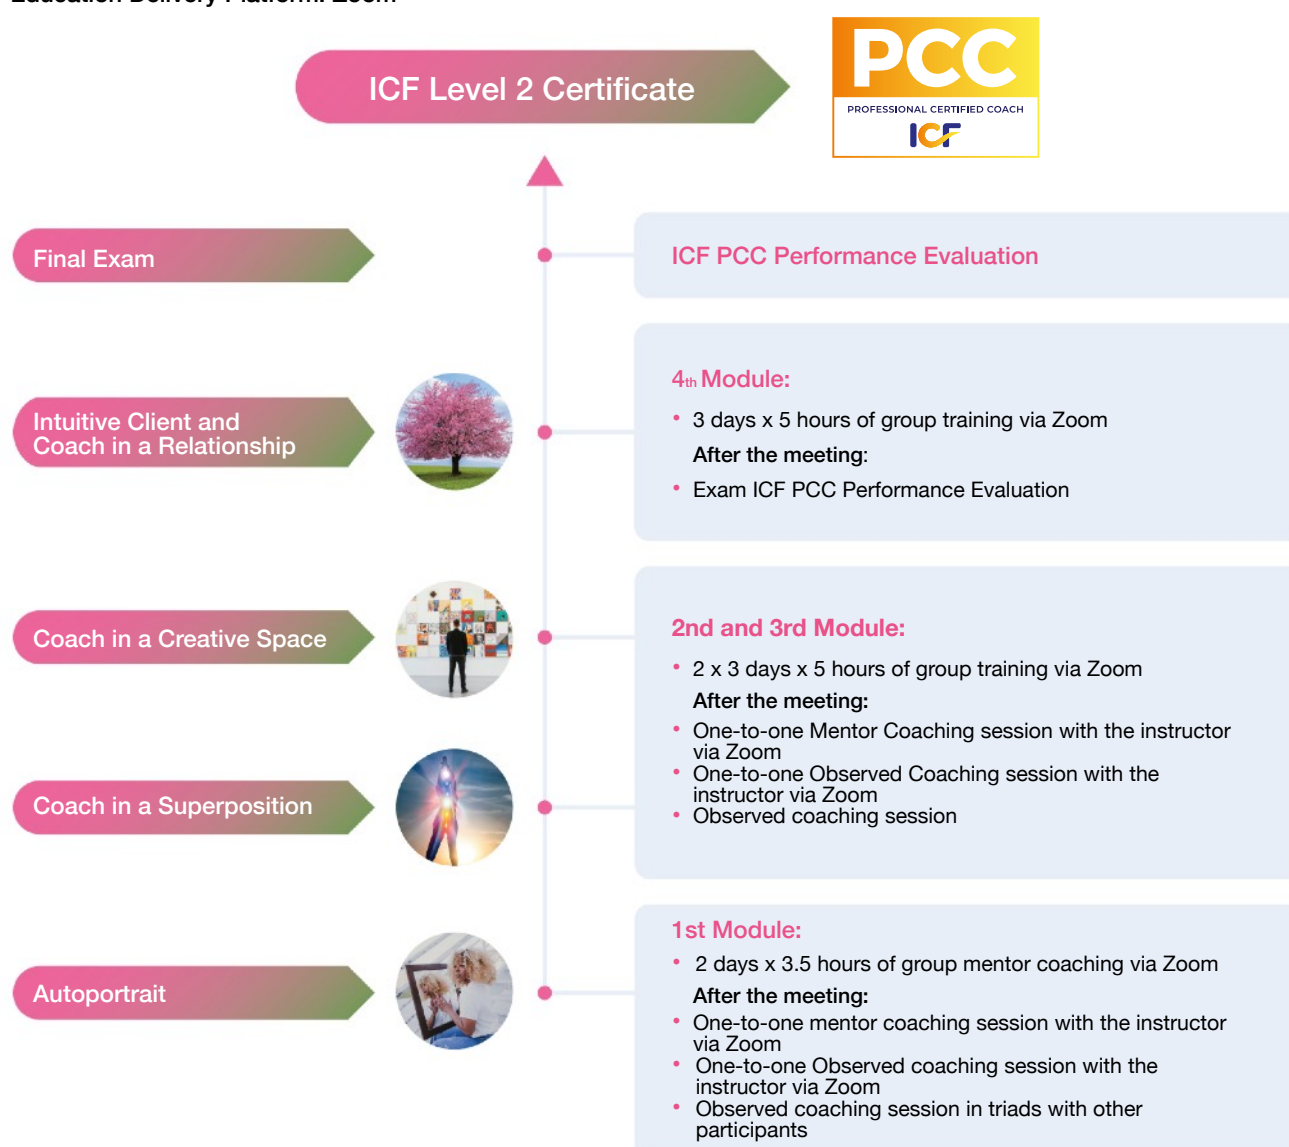 ICF Level 2 Certificate
PCC
PROFESSIONAL CERTIFIED COACH
ICF
Final Exam
ICF PCC Performance Evaluation
Intuitive Client and
Coach in a Relationship
4th Module:
• 3 days x 5 hours of group training via Zoom
After the meeting:
• Exam ICF PCC Performance Evaluation
Coach in a Creative Space
Coach in a Superposition
2nd and 3rd Module:
• 2 x 3 days x 5 hours of group training via Zoom
After the meeting:
• One-to-one Mentor Coaching session with the instructor
via Zoom
• One-to-one Observed Coaching session with the
instructor via Zoom
• Observed coaching session
Autoportrait
1st Module:
• 2 days x 3.5 hours of group mentor coaching via Zoom
After the meeting:
• One-to-one mentor coaching session with the instructor
via Zoom
• One-to-one Observed coaching session with the
instructor via Zoom
• Observed coaching session in triads with other
participants